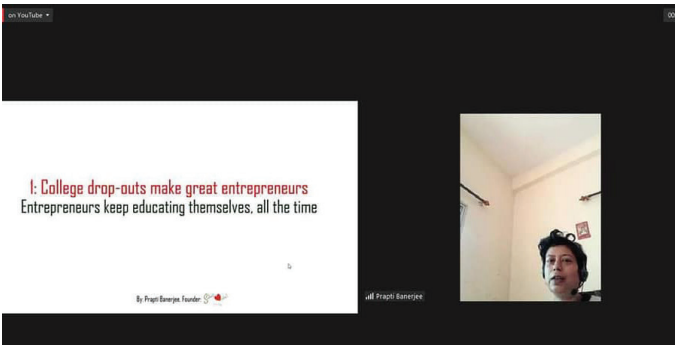 on YouTube
00
1: College drop-outs make great entrepreneurs
Entrepreneurs keep educating themselves, all the time
By: Prapti Banerjee, Founder:
Prapti Banerjee